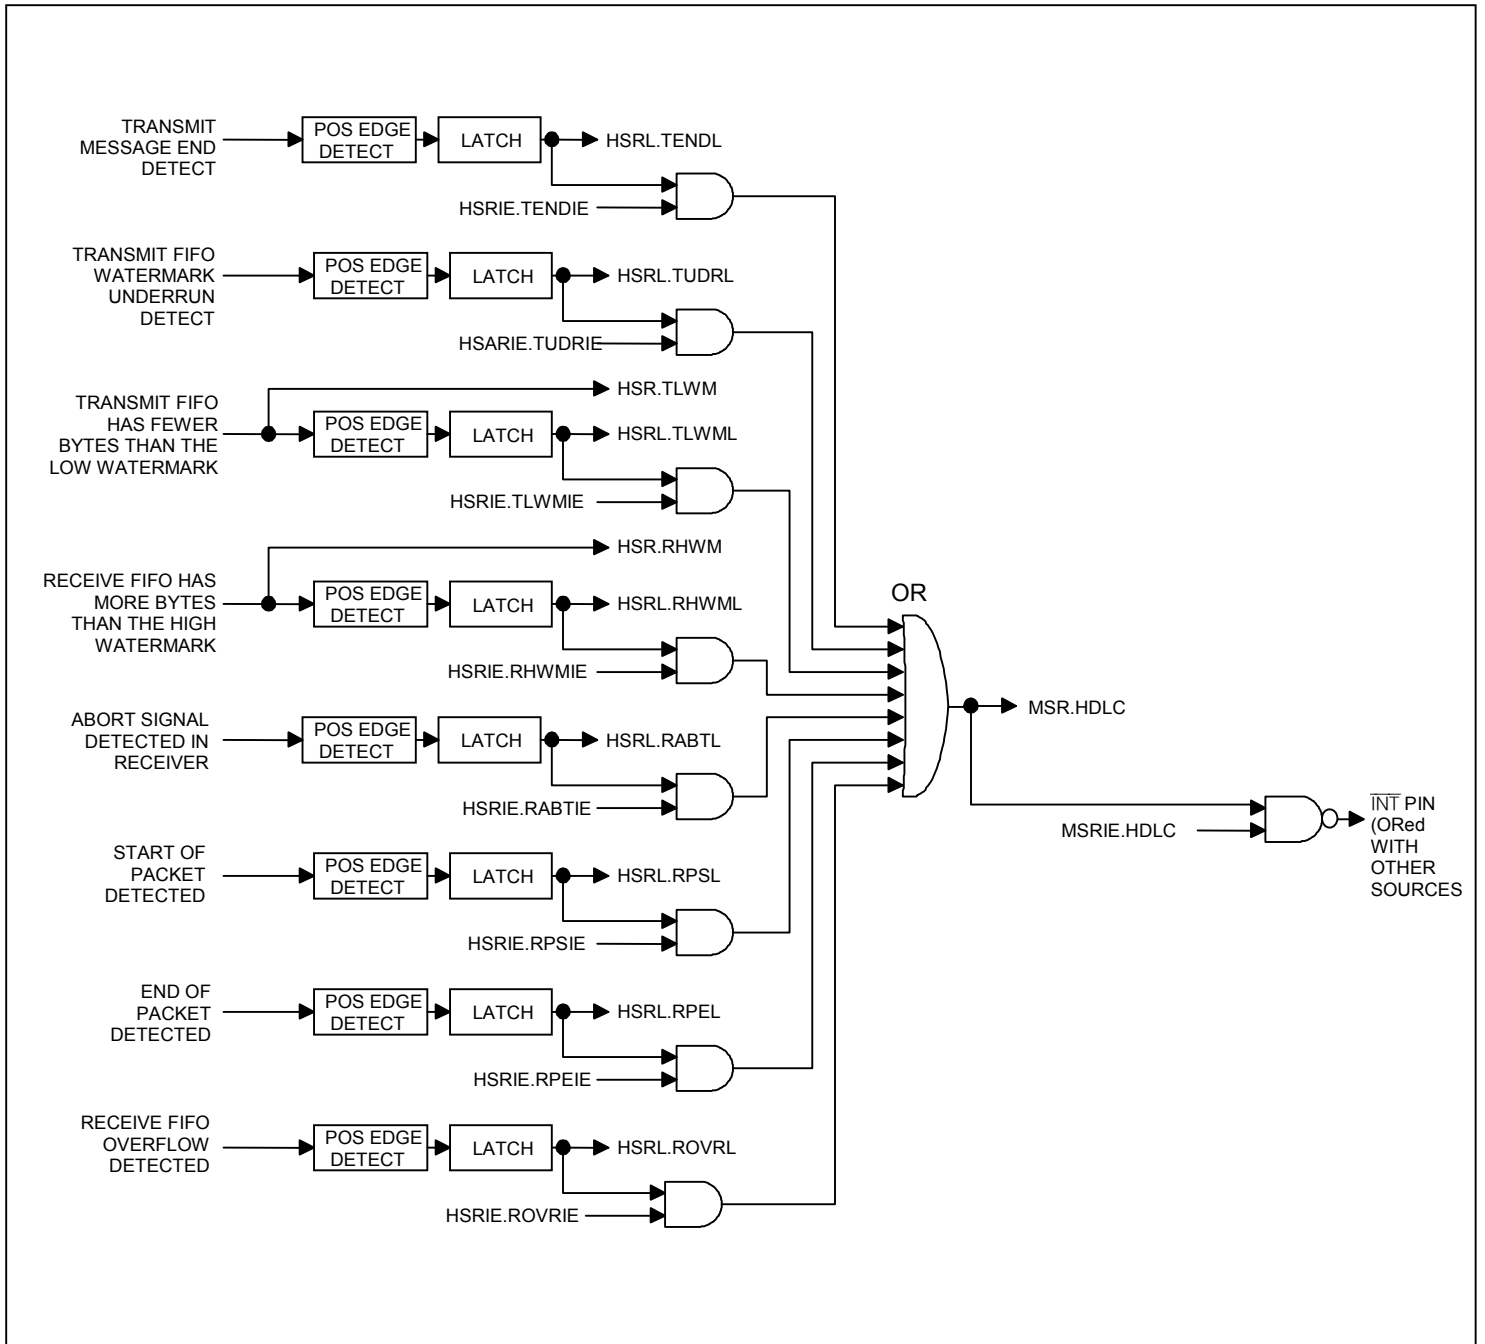 TRANSMIT
MESSAGE END
DETECT
POS EDGE
DETECT
LATCH
HSRL.TENDL
HSRIE.TENDIE
TRANSMIT FIFO
WATERMARK
UNDERRUN
DETECT
POS EDGE
DETECT
LATCH
HSRL.TUDRL
HSARIE.TUDRIE
TRANSMIT FIFO
HAS FEWER
BYTES THAN THE
LOW WATERMARK
HSR.TLWM
POS EDGE
DETECT
LATCH
HSRL.TLWML
HSRIE.TLWMIE
RECEIVE FIFO HAS
MORE BYTES
THAN THE HIGH
WATERMARK
HSR.RHWM
POS EDGE
DETECT
LATCH
HSRL.RHWML
HSRIE.RHWMIE
ABORT SIGNAL
DETECTED IN
RECEIVER
POS EDGE
DETECT
LATCH
HSRL.RABTL
HSRIE.RABTIE
START OF
PACKET
DETECTED
POS EDGE
DETECT
LATCH
HSRL.RPSL
HSRIE.RPSIE
END OF
PACKET
DETECTED
POS EDGE
DETECT
LATCH
HSRL.RPEL
HSRIE.RPEIE
RECEIVE FIFO
OVERFLOW
DETECTED
POS EDGE
DETECT
LATCH
HSRL.ROVRL
HSRIE.ROVRIE
OR
MSR.HDLC
MSRIE.HDLC
INT PIN
(ORed
WITH
OTHER
SOURCES